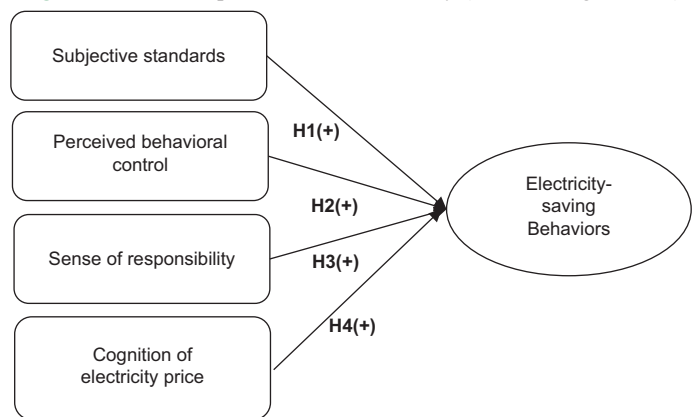 Subjective standards
H1(+)
Perceived behavioral
control
H2(+)
Electricity-
saving
Behaviors
Sense of responsibility
H3(+)
H4(+)
Cognition of
electricity price